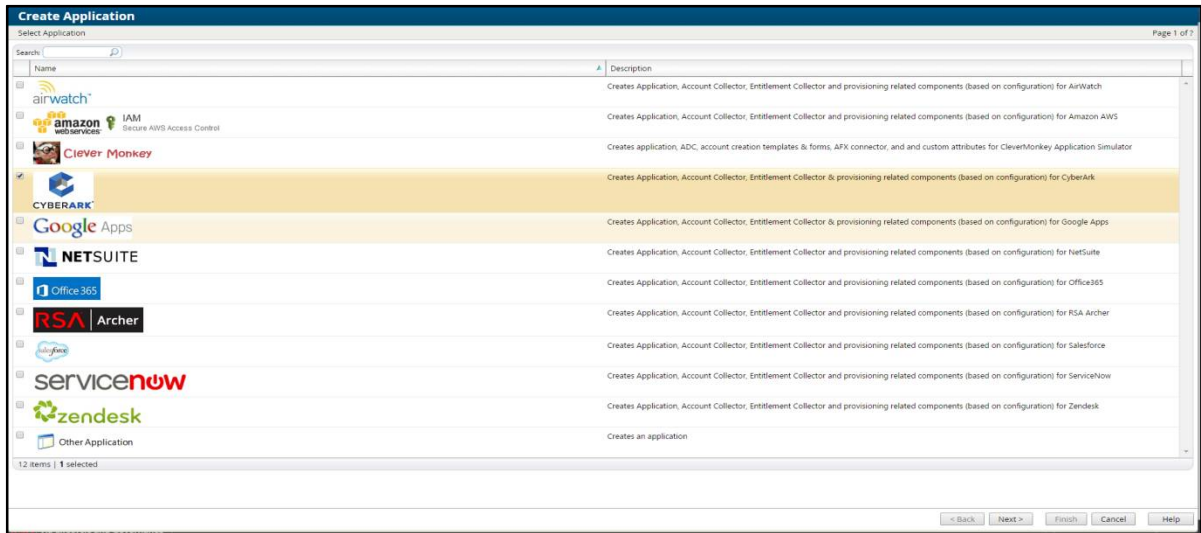 Create Application
Select Application Page 1 of ?
Search:
Name Description
airwatch™ Creates Application, Account Collector, Entitlement Collector and provisioning related components (based on configuration) for AirWatch
amazon webservices™ IAM Secure AWS Access Control Creates Application, Account Collector, Entitlement Collector and provisioning related components (based on configuration) for Amazon AWS
Clever Monkey Creates application, ADC, account creation templates & forms, AFX connector, and and custom attributes for CleverMonkey Application Simulator
CYBERARK Creates Application, Account Collector, Entitlement Collector & provisioning related components (based on configuration) for CyberArk
Google Apps Creates Application, Account Collector, Entitlement Collector & provisioning related components (based on configuration) for Google Apps
NETSUITE Creates Application, Account Collector, Entitlement Collector and provisioning related components (based on configuration) for NetSuite
Office 365 Creates Application, Account Collector, Entitlement Collector and provisioning related components (based on configuration) for Office365
RSA Archer Creates Application, Account Collector, Entitlement Collector and provisioning related components (based on configuration) for RSA Archer
salesforce Creates Application, Account Collector, Entitlement Collector and provisioning related components (based on configuration) for Salesforce
servicenow Creates Application, Account Collector, Entitlement Collector and provisioning related components (based on configuration) for ServiceNow
zendesk Creates Application, Account Collector, Entitlement Collector and provisioning related components (based on configuration) for Zendesk
Other Application Creates an application
12 items | 1 selected
< Back Next > Finish Cancel Help